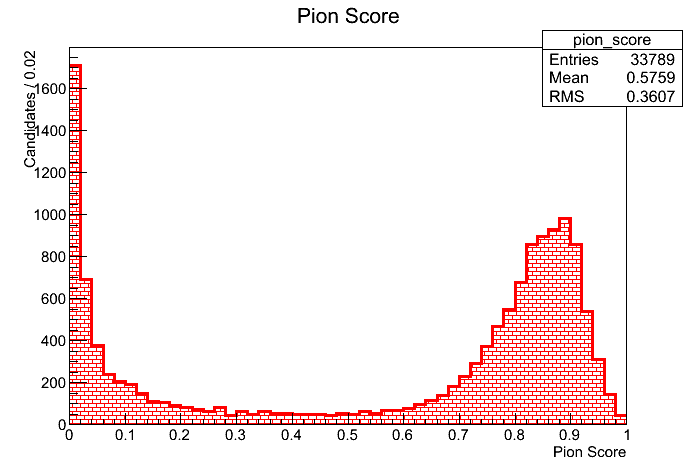 Pion Score
pion_score
Entries 33789
Mean 0.5759
RMS 0.3607
Candidates / 0.02
1600
1400
1200
1000
800
600
400
200
0
0 0.1 0.2 0.3 0.4 0.5 0.6 0.7 0.8 0.9 1
Pion Score